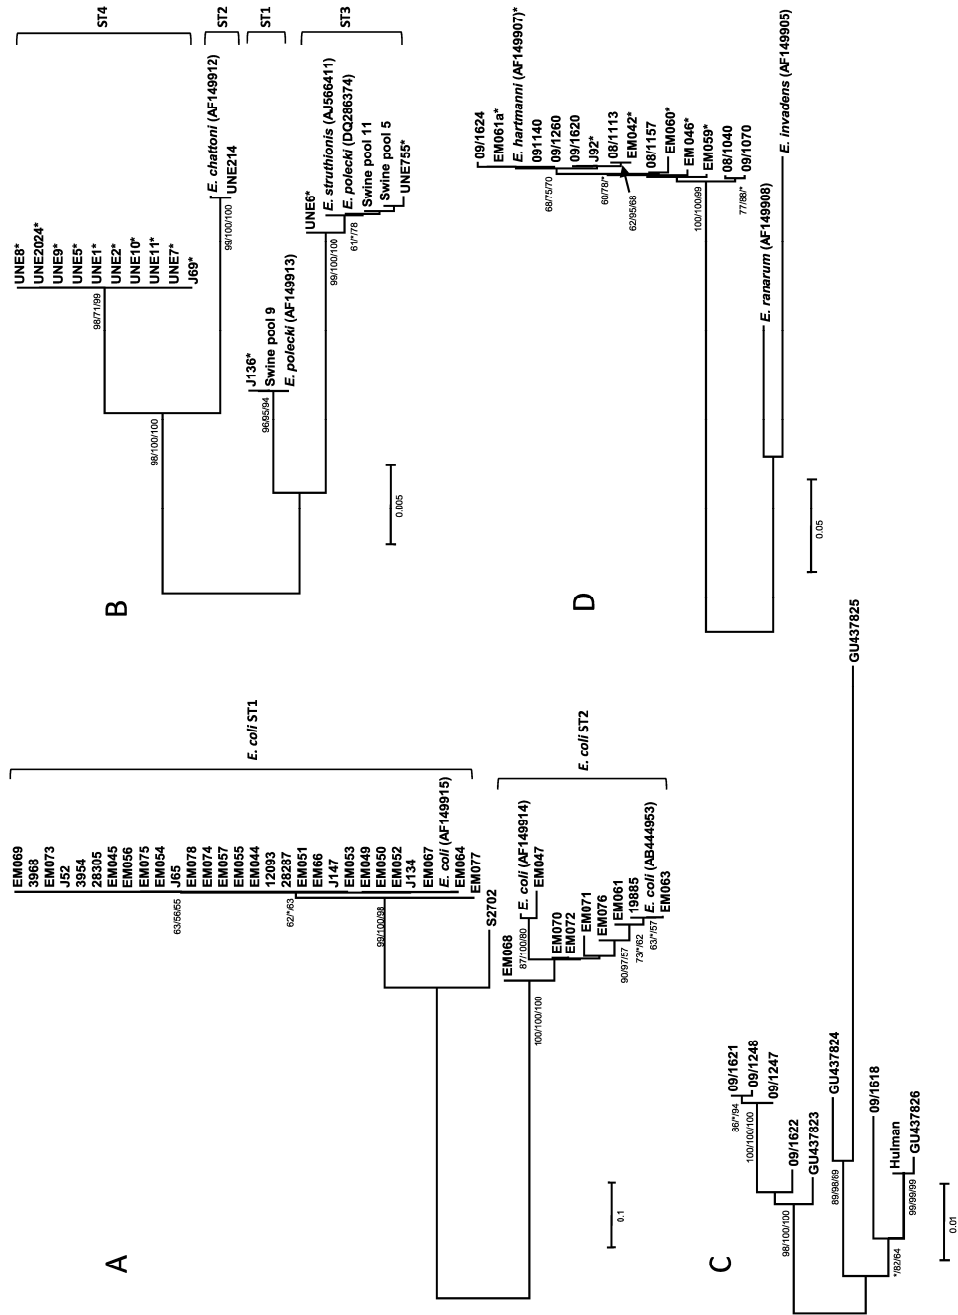 A
EM069
3968
EM073
J52
3954
28305
EM045
EM056
EM075
EM054
J65
EM078
EM074
EM057
EM055
EM044
12093
28287
EM051
EM66
J147
EM053
EM049
EM050
EM052
J134
EM067
E. coli (AF149915)
EM064
EM077
S2702
E. coli ST1
63/56/55
62/*/63
99/100/98
EM068
E. coli (AF149914)
EM047
EM070
EM072
EM071
EM076
EM061
19885
E. coli (AB444953)
EM063
E. coli ST2
87/100/80
100/100/100
90/97/57
73/*/62
63/*/57
0.1
B
UNE8*
UNE2024*
UNE9*
UNE5*
UNE1*
UNE2*
UNE10*
UNE11*
UNE7*
J69*
ST4
98/71/99
98/100/100
E. chattoni (AF149912)
UNE214
ST2
99/100/100
J136*
Swine pool 9
E. polecki (AF149913)
ST1
96/95/94
UNE6*
E. struthionis (AJ566411)
E. polecki (DQ286374)
Swine pool 11
Swine pool 5
UNE755*
ST3
99/100/100
61/*/78
0.005
C
09/1621
09/1248
09/1247
86/*/94
100/100/100
09/1622
GU437823
98/100/100
GU437824
GU437825
89/98/89
09/1618
Hulman
GU437826
*/82/64
99/99/99
0.01
D
09/1624
EM061a*
E. hartmanni (AF149907)*
091140
09/1260
09/1620
J92*
08/1113
EM042*
08/1157
EM060*
EM046*
EM059*
08/1040
09/1070
68/75/70
60/78/*
62/95/68
100/100/99
77/86/*
E. ranarum (AF149908)
E. invadens (AF149905)
0.05